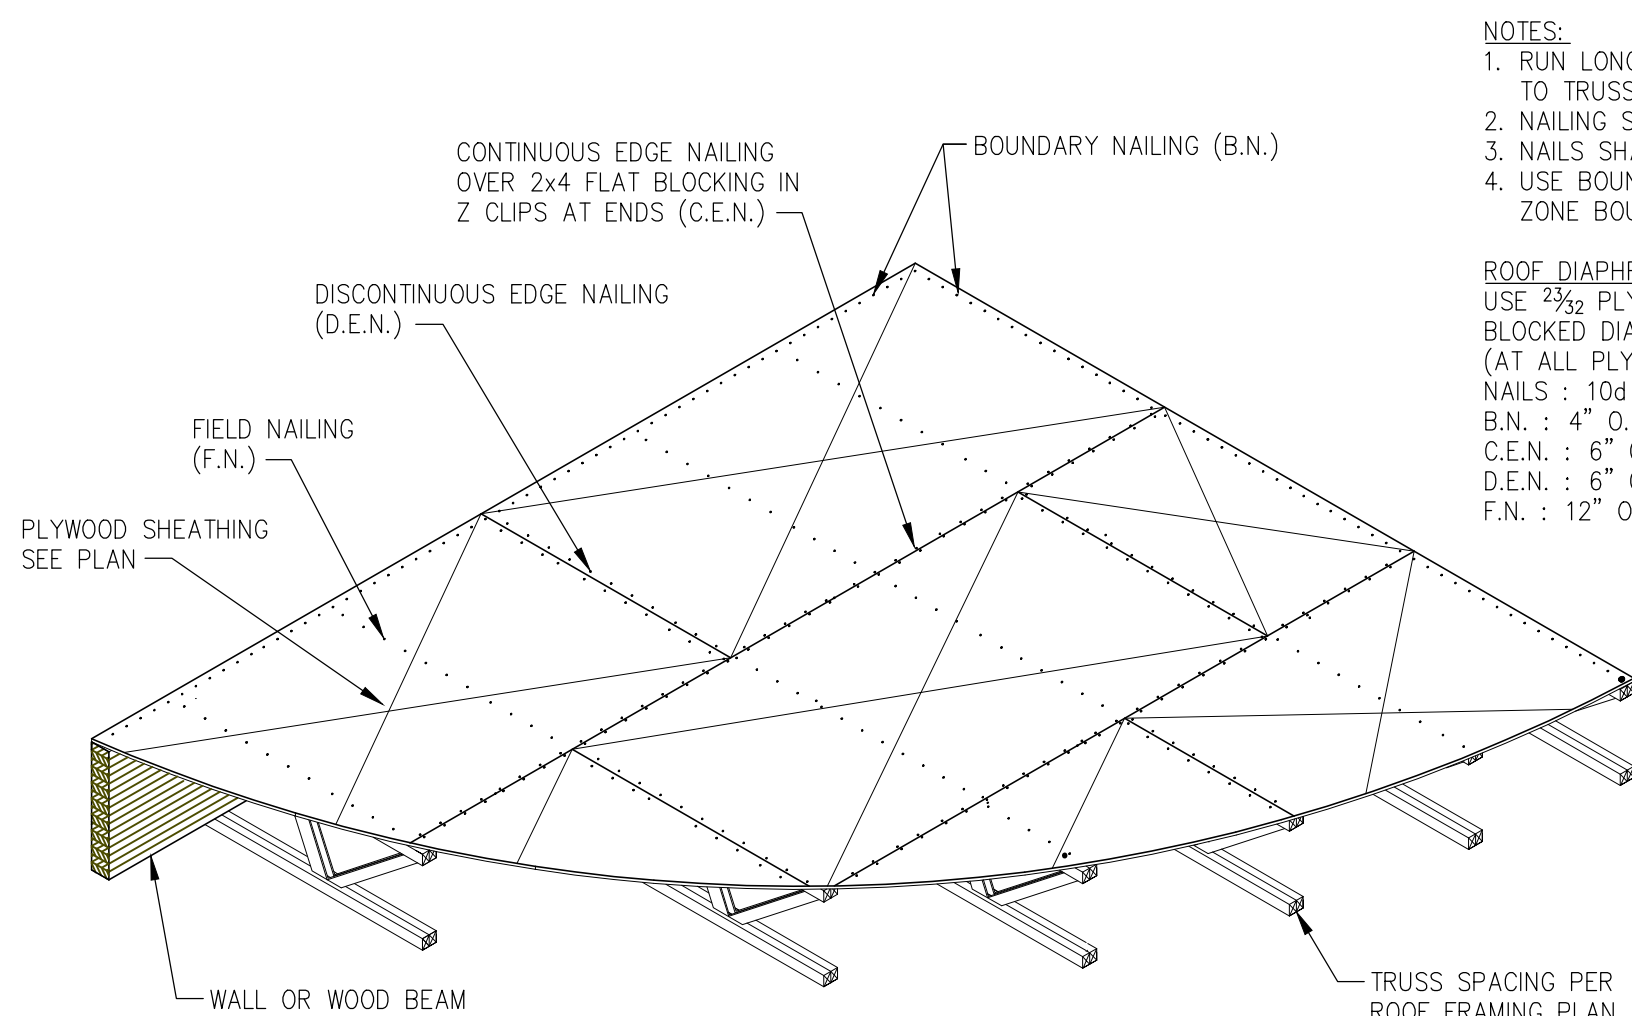 NOTES:
1. RUN LONG
TO TRUSS
2. NAILING S
3. NAILS SHA
4. USE BOUN
ZONE BOU
BOUNDARY NAILING (B.N.)
CONTINUOUS EDGE NAILING
OVER 2x4 FLAT BLOCKING IN
Z CLIPS AT ENDS (C.E.N.)
ROOF DIAPHR
USE 23/32 PLY
BLOCKED DIA
(AT ALL PLY
NAILS : 10d
B.N. : 4" O.
C.E.N. : 6"
D.E.N. : 6"
F.N. : 12" O
DISCONTINUOUS EDGE NAILING
(D.E.N.)
FIELD NAILING
(F.N.)
PLYWOOD SHEATHING
SEE PLAN
WALL OR WOOD BEAM
TRUSS SPACING PER
ROOF FRAMING PLAN